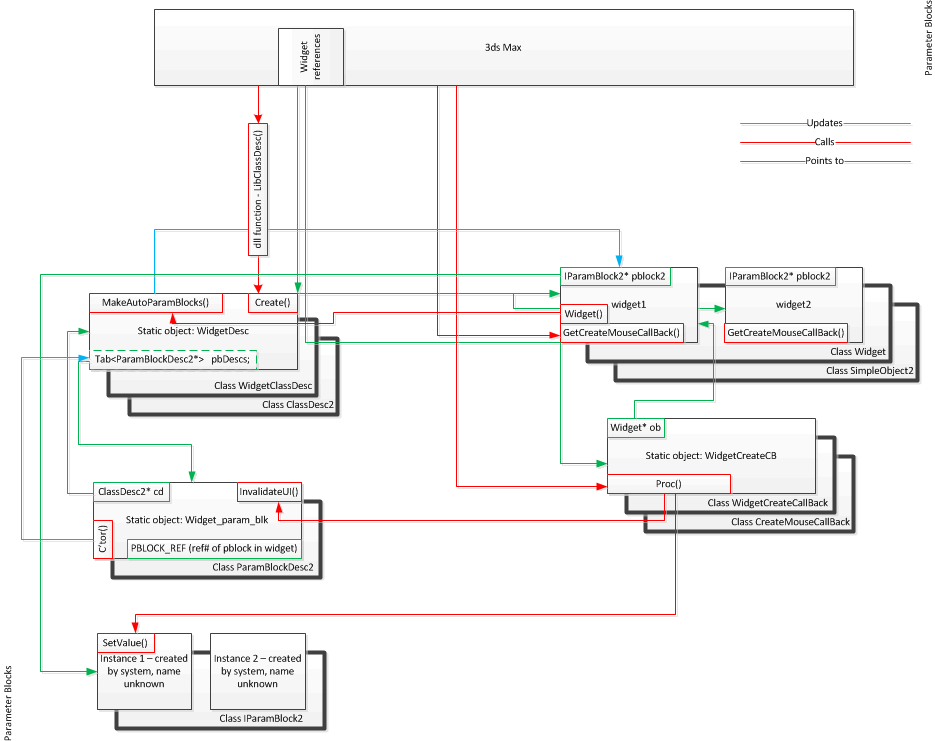 Parameter Blocks
3ds Max
Widget
references
Updates
Calls
Points to
dll function - LibClassDesc()
MakeAutoParamBlocks()
Create()
Static object: WidgetDesc
Tab<ParamBlockDesc2*> pbDescs;
Class WidgetClassDesc
Class ClassDesc2
IParamBlock2* pblock2
widget1
Widget()
GetCreateMouseCallBack()
IParamBlock2* pblock2
widget2
GetCreateMouseCallBack()
Class Widget
Class SimpleObject2
Widget* ob
Static object: WidgetCreateCB
Proc()
Class WidgetCreateCallBack
Class CreateMouseCallBack
ClassDesc2* cd
InvalidateUI()
Static object: Widget_param_blk
C'tor()
PBLOCK_REF (ref# of pblock in widget)
Class ParamBlockDesc2
SetValue()
Instance 1 – created
by system, name
unknown
Instance 2 – created
by system, name
unknown
Class IParamBlock2
Parameter Blocks